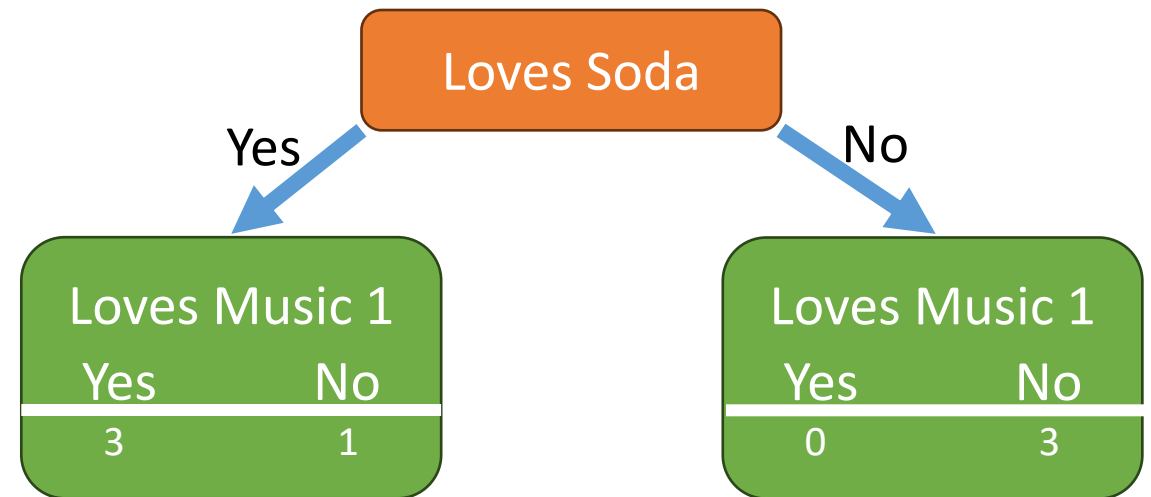 Loves Soda
Yes No
Loves Music 1 Loves Music 1
Yes No Yes No
3 1 0 3